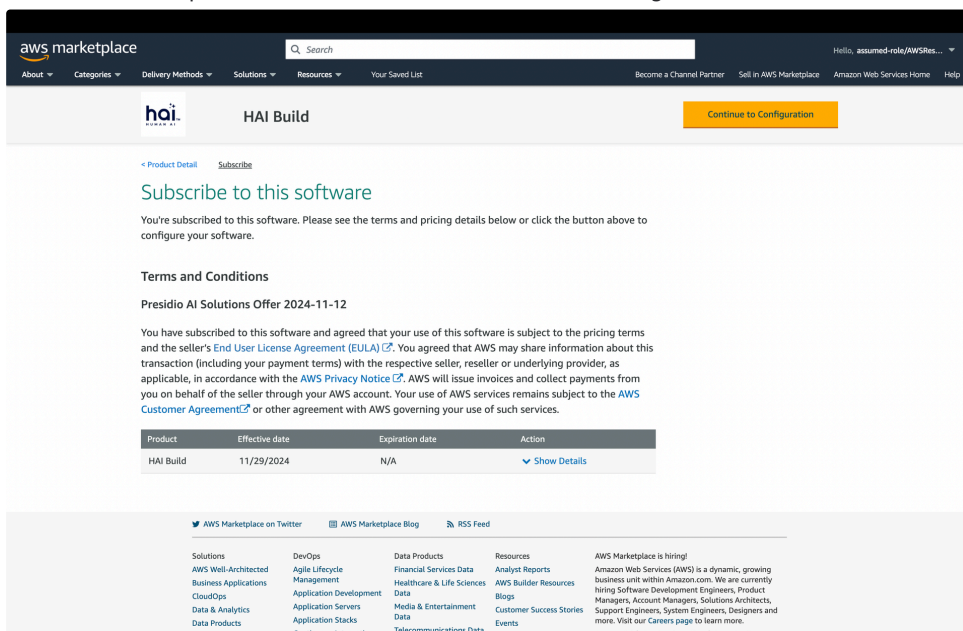 aws marketplace
Search
Hello, assumed-role/AWSRes...
About
Categories
Delivery Methods
Solutions
Resources
Your Saved List
Become a Channel Partner
Sell in AWS Marketplace
Amazon Web Services Home
Help
hai
HUMAN AI
HAI Build
Continue to Configuration
< Product Detail
Subscribe
Subscribe to this software
You're subscribed to this software. Please see the terms and pricing details below or click the button above to
configure your software.
Terms and Conditions
Presidio AI Solutions Offer 2024-11-12
You have subscribed to this software and agreed that your use of this software is subject to the pricing terms
and the seller's End User License Agreement (EULA). You agreed that AWS may share information about this
transaction (including your payment terms) with the respective seller, reseller or underlying provider, as
applicable, in accordance with the AWS Privacy Notice. AWS will issue invoices and collect payments from
you on behalf of the seller through your AWS account. Your use of AWS services remains subject to the AWS
Customer Agreement or other agreement with AWS governing your use of such services.
Product Effective date Expiration date Action
HAI Build 11/29/2024 N/A Show Details
AWS Marketplace on Twitter
AWS Marketplace Blog
RSS Feed
Solutions
AWS Well-Architected
Business Applications
CloudOps
Data & Analytics
Data Products
DevOps
Agile Lifecycle
Management
Application Development
Application Servers
Application Stacks
Data Products
Financial Services Data
Healthcare & Life Sciences
Data
Media & Entertainment
Data
Telecommunications Data
Resources
Analyst Reports
AWS Builder Resources
Blogs
Customer Success Stories
Events
AWS Marketplace is hiring!
Amazon Web Services (AWS) is a dynamic, growing
business unit within Amazon.com. We are currently
hiring Software Development Engineers, Product
Managers, Account Managers, Solutions Architects,
Support Engineers, System Engineers, Designers and
more. Visit our Careers page to learn more.